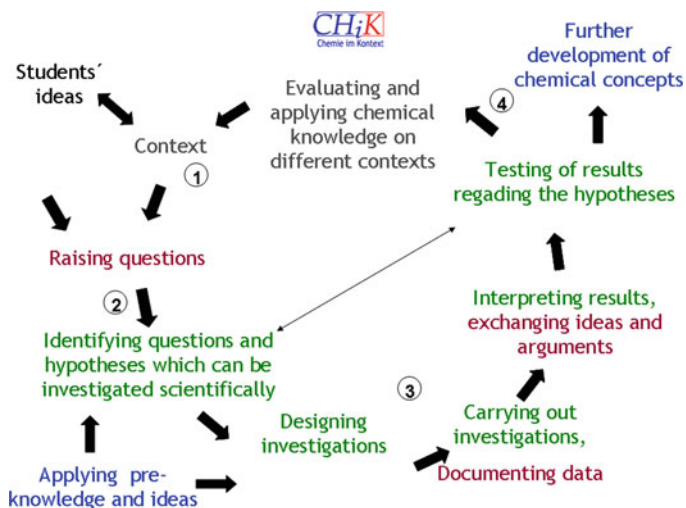 CHiK
Chemie im Kontext
Students´
ideas
Context
1
Evaluating and
applying chemical
knowledge on
different contexts
4
Further
development of
chemical concepts
Testing of results
regading the hypotheses
Raising questions
2
Identifying questions and
hypotheses which can be
investigated scientifically
Interpreting results,
exchanging ideas and
arguments
3
Designing
investigations
Carrying out
investigations,
Documenting data
Applying pre-
knowledge and ideas